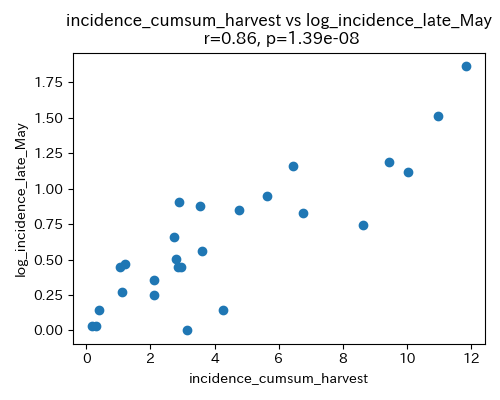 incidence_cumsum_harvest vs log_incidence_late_May
r=0.86, p=1.39e-08
log_incidence_late_May
1.75
1.50
1.25
1.00
0.75
0.50
0.25
0.00
0 2 4 6 8 10 12
incidence_cumsum_harvest